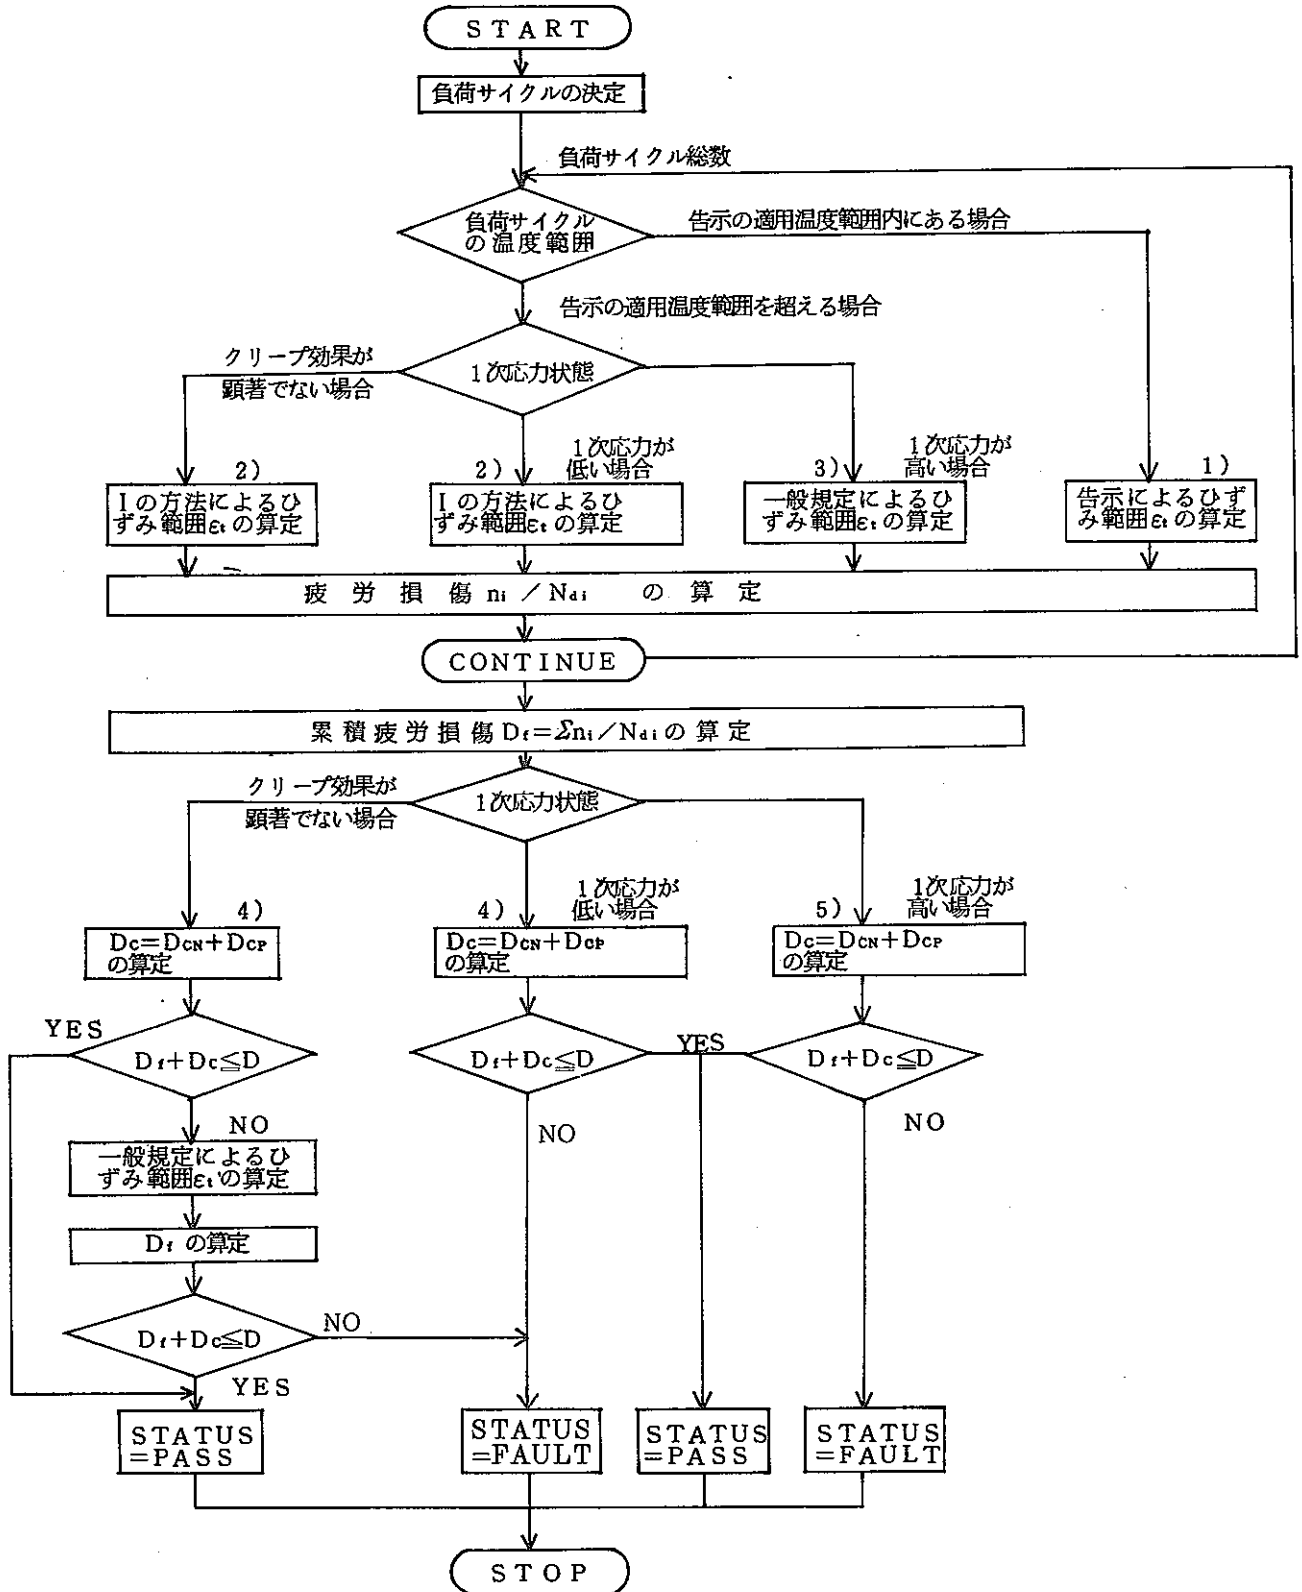 START
負荷サイクルの決定
負荷サイクル総数
負荷サイクル
の温度範囲
告示の適用温度範囲内にある場合
告示の適用温度範囲を超える場合
クリープ効果が
顕著でない場合
1次応力状態
1次応力が
低い場合
1次応力が
高い場合
2)
2)
3)
1)
Iの方法によるひ
ずみ範囲εtの算定
Iの方法によるひ
ずみ範囲εtの算定
一般規定によるひ
ずみ範囲εtの算定
告示によるひず
み範囲εtの算定
疲労損傷 ni / Ndi の算定
CONTINUE
累積疲労損傷Df=Σni/Ndiの算定
クリープ効果が
顕著でない場合
1次応力状態
1次応力が
低い場合
1次応力が
高い場合
4)
4)
5)
DC=DCN+DCP
の算定
DC=DCN+DCP
の算定
DC=DCN+DCP
の算定
YES
Df+DC≦D
Df+DC≦D
YES
Df+DC≦D
NO
NO
NO
一般規定によるひ
ずみ範囲εt'の算定
Df の算定
Df+DC≦D
NO
YES
STATUS
=PASS
STATUS
=FAULT
STATUS
=PASS
STATUS
=FAULT
STOP